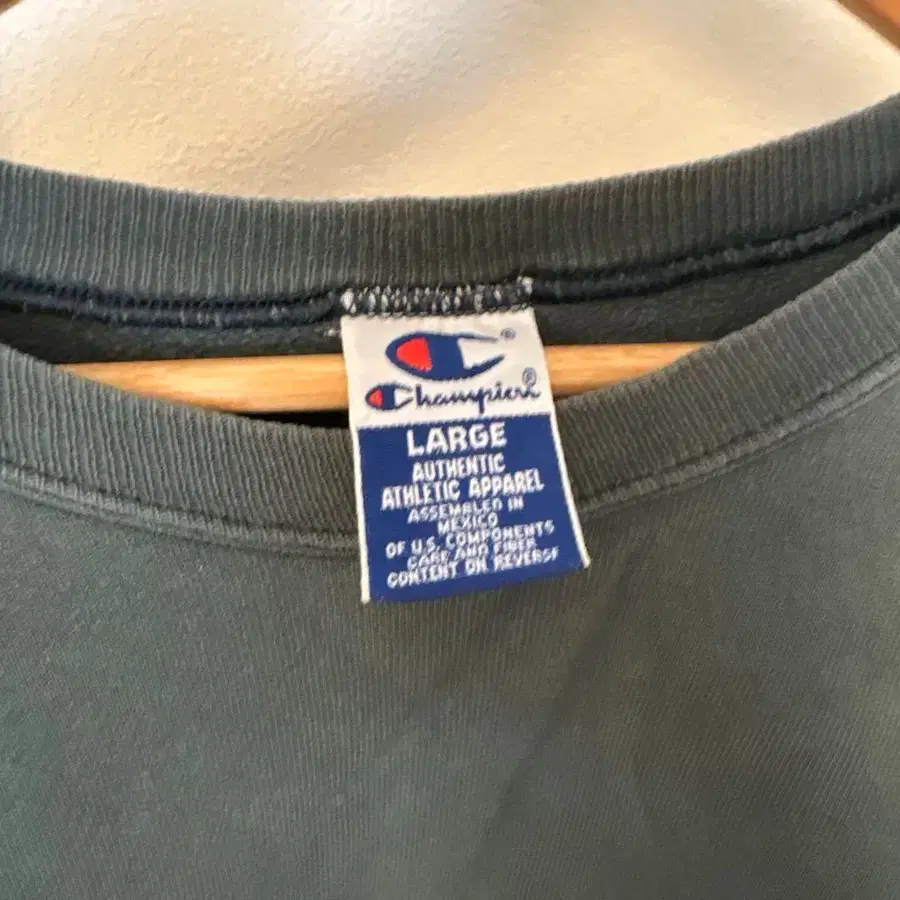 Champion®
LARGE
AUTHENTIC
ATHLETIC APPAREL
ASSEMBLED IN
MEXICO
OF U.S. COMPONENTS
CARE AND FIBER
CONTENT ON REVERSE